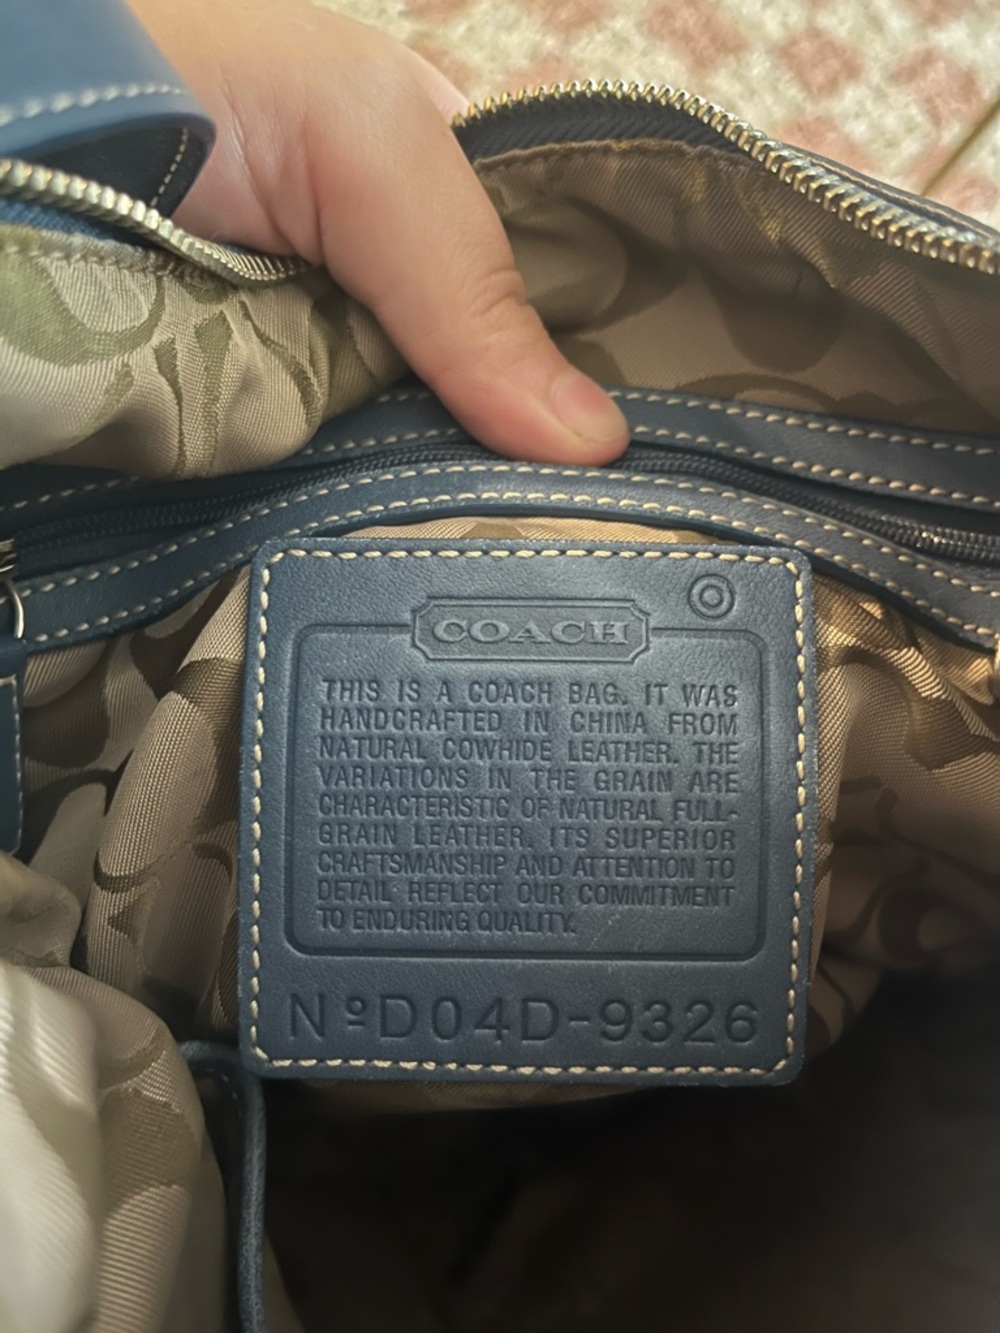 COACH
THIS IS A COACH BAG. IT WAS
HANDCRAFTED IN CHINA FROM
NATURAL COWHIDE LEATHER. THE
VARIATIONS IN THE GRAIN ARE
CHARACTERISTIC OF NATURAL FULL-
GRAIN LEATHER. ITS SUPERIOR
CRAFTSMANSHIP AND ATTENTION TO
DETAIL REFLECT OUR COMMITMENT
TO ENDURING QUALITY.
NºD04D-9326